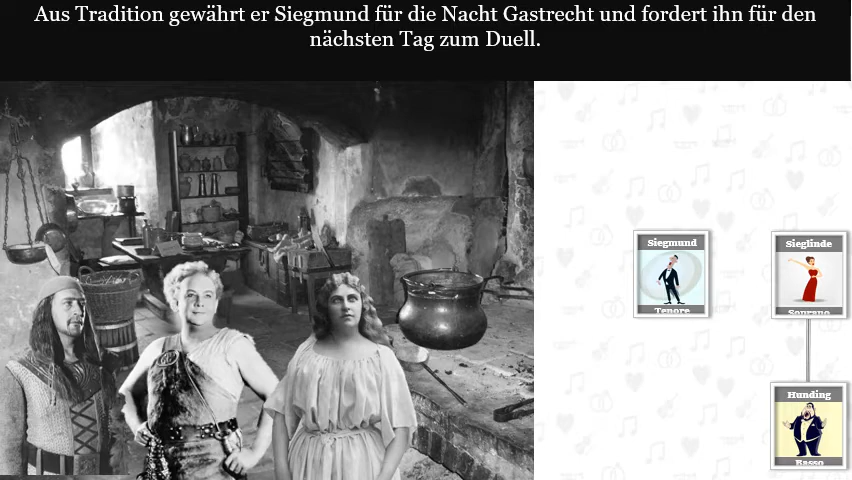 Aus Tradition gewährt er Siegmund für die Nacht Gastrecht und fordert ihn für den
nächsten Tag zum Duell.
Siegmund
Tenore
Sieglinde
Soprano
Hunding
Basso